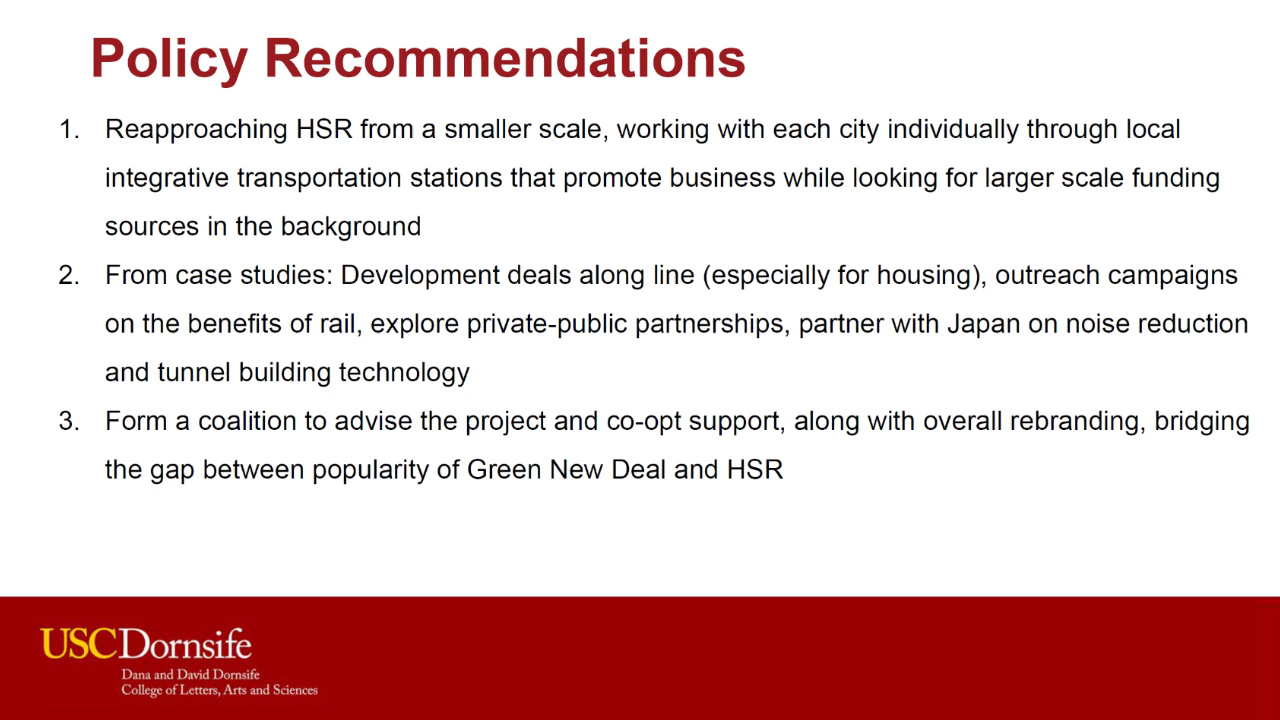 Policy Recommendations
1. Reapproaching HSR from a smaller scale, working with each city individually through local
integrative transportation stations that promote business while looking for larger scale funding
sources in the background
2. From case studies: Development deals along line (especially for housing), outreach campaigns
on the benefits of rail, explore private-public partnerships, partner with Japan on noise reduction
and tunnel building technology
3. Form a coalition to advise the project and co-opt support, along with overall rebranding, bridging
the gap between popularity of Green New Deal and HSR
USCDornsife
Dana and David Dornsife
College of Letters, Arts and Sciences